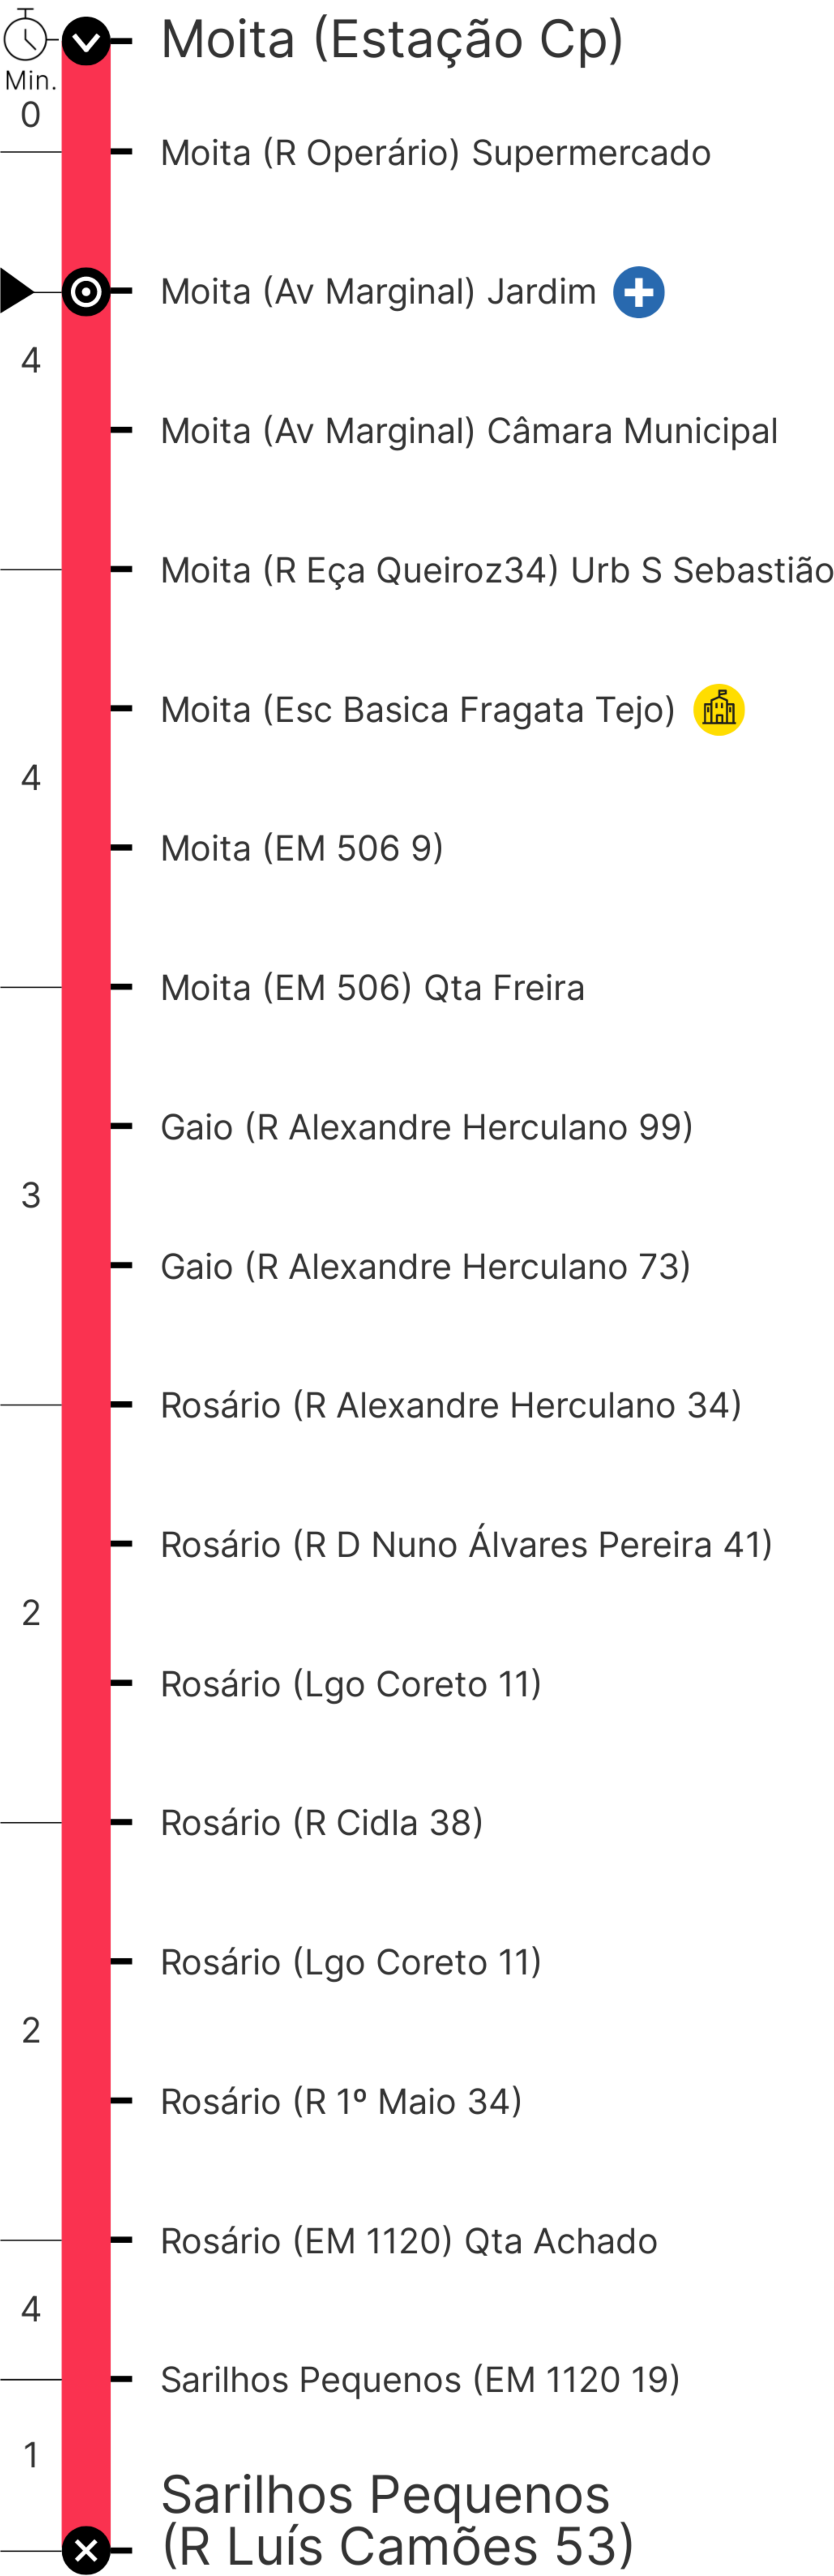 Moita (Estação Cp)
Min.
0
Moita (R Operário) Supermercado
Moita (Av Marginal) Jardim
4
Moita (Av Marginal) Câmara Municipal
Moita (R Eça Queiroz34) Urb S Sebastião
Moita (Esc Basica Fragata Tejo)
4
Moita (EM 506 9)
Moita (EM 506) Qta Freira
Gaio (R Alexandre Herculano 99)
3
Gaio (R Alexandre Herculano 73)
Rosário (R Alexandre Herculano 34)
Rosário (R D Nuno Álvares Pereira 41)
2
Rosário (Lgo Coreto 11)
Rosário (R Cidla 38)
Rosário (Lgo Coreto 11)
2
Rosário (R 1º Maio 34)
Rosário (EM 1120) Qta Achado
4
Sarilhos Pequenos (EM 1120 19)
1
Sarilhos Pequenos
(R Luís Camões 53)